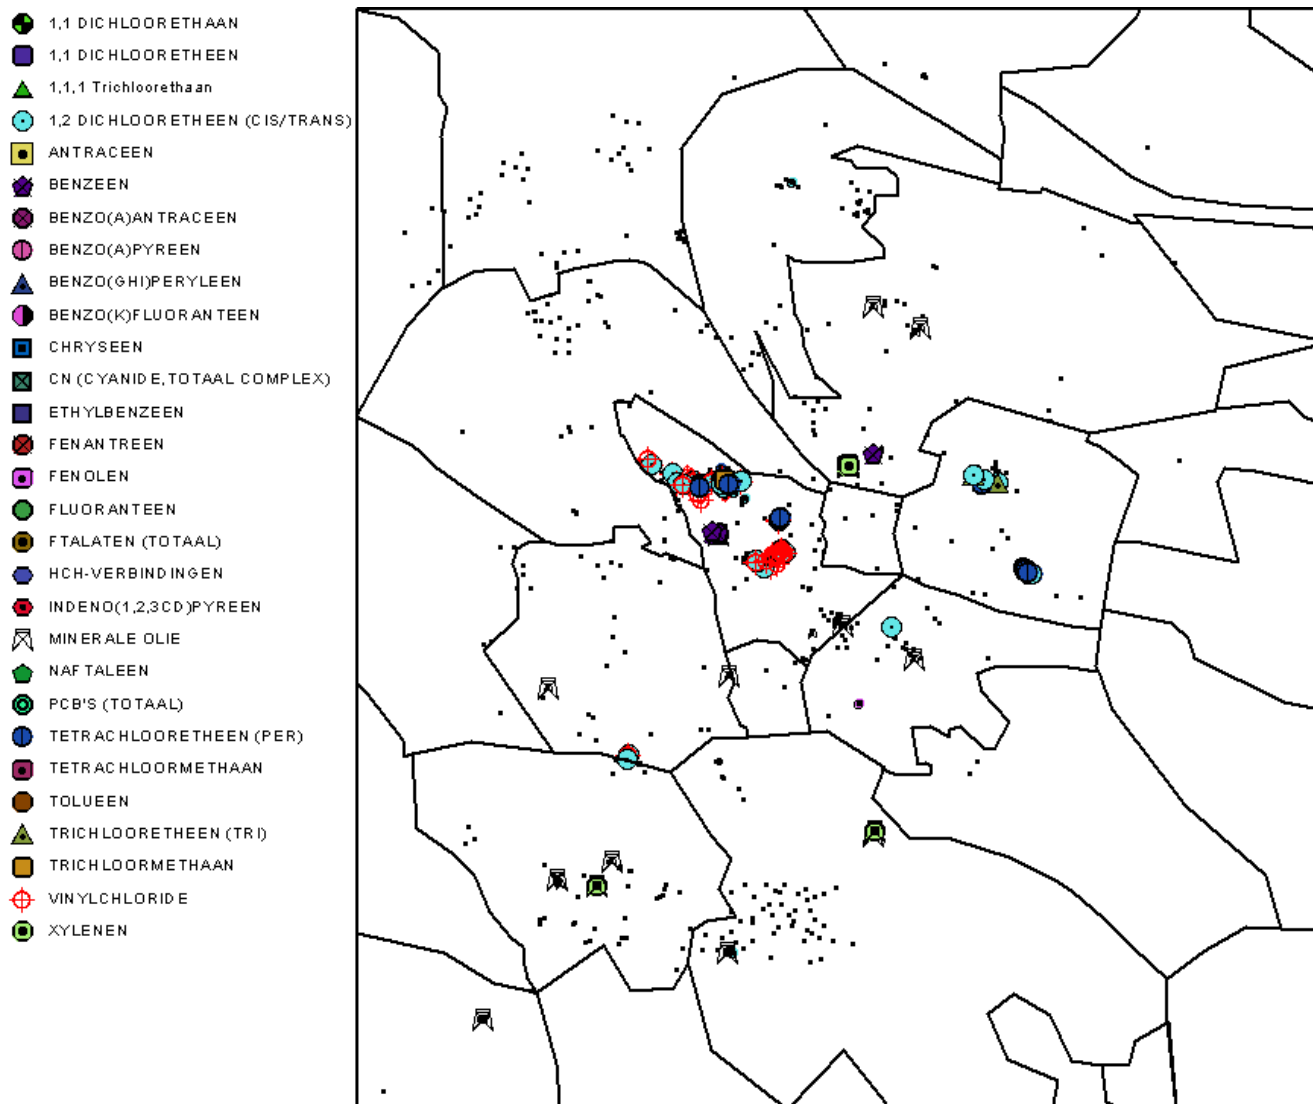 1,1 DICHLOORETHAAN
1,1 DICHLOORETHEEN
1,1,1 Trichloorethaan
1,2 DICHLOORETHEEN (CIS/TRANS)
ANTRACEEN
BENZEEN
BENZO(A)ANTRACEEN
BENZO(A)PYREEN
BENZO(GHI)PERYLEEN
BENZO(K)FLUORANTEEN
CHRYSEEN
CN (CYANIDE,TOTAAL COMPLEX)
ETHYLBENZEEN
FENANTREEN
FENOLEN
FLUORANTEEN
FTALATEN (TOTAAL)
HCH-VERBINDINGEN
INDENO(1,2,3CD)PYREEN
MINERALE OLIE
NAFTALEEN
PCB'S (TOTAAL)
TETRACHLOORETHEEN (PER)
TETRACHLOORMETHAAN
TOLUEEN
TRICHLOORETHEEN (TRI)
TRICHLOORMETHAAN
VINYLCHLORIDE
XYLENEN